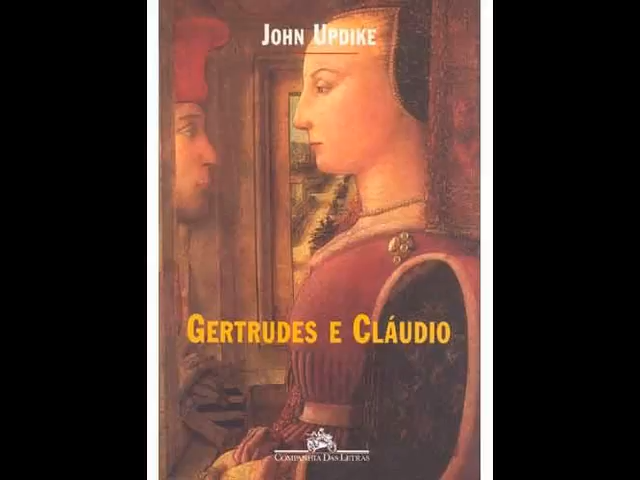 JOHN UPDIKE
GERTRUDES E CLÁUDIO
COMPANHIA DAS LETRAS